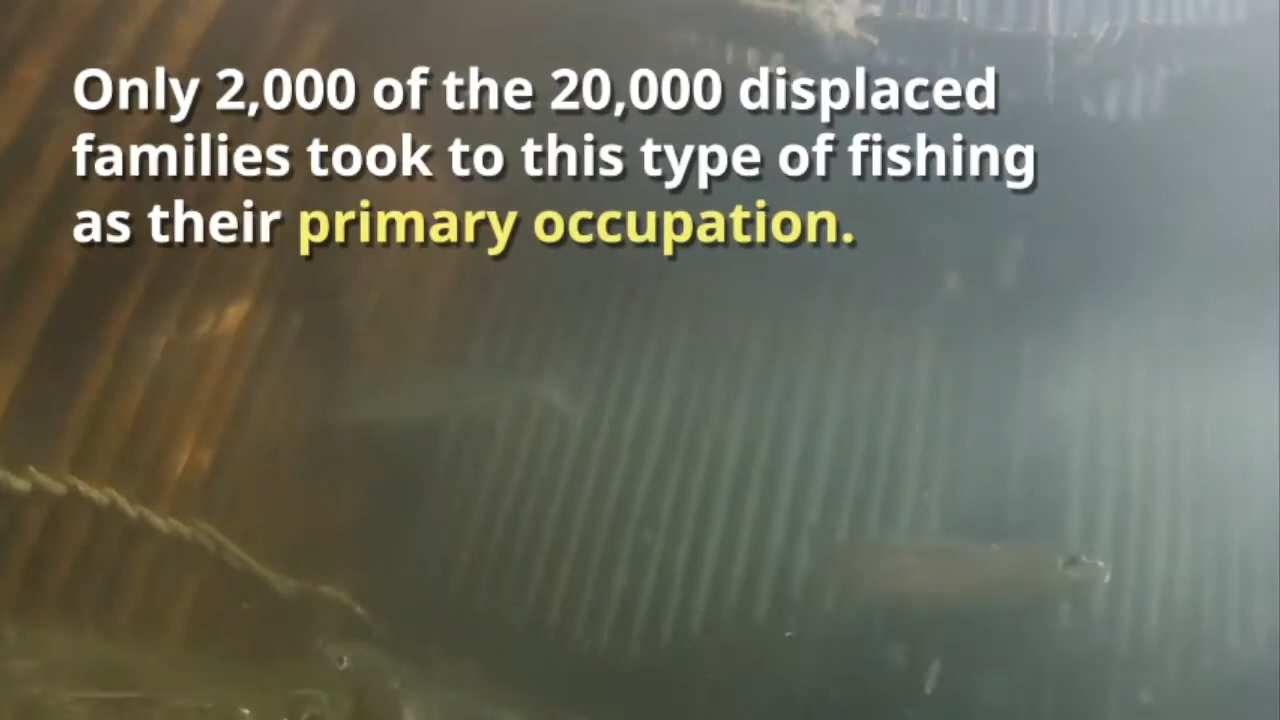 Only 2,000 of the 20,000 displaced
families took to this type of fishing
as their primary occupation.